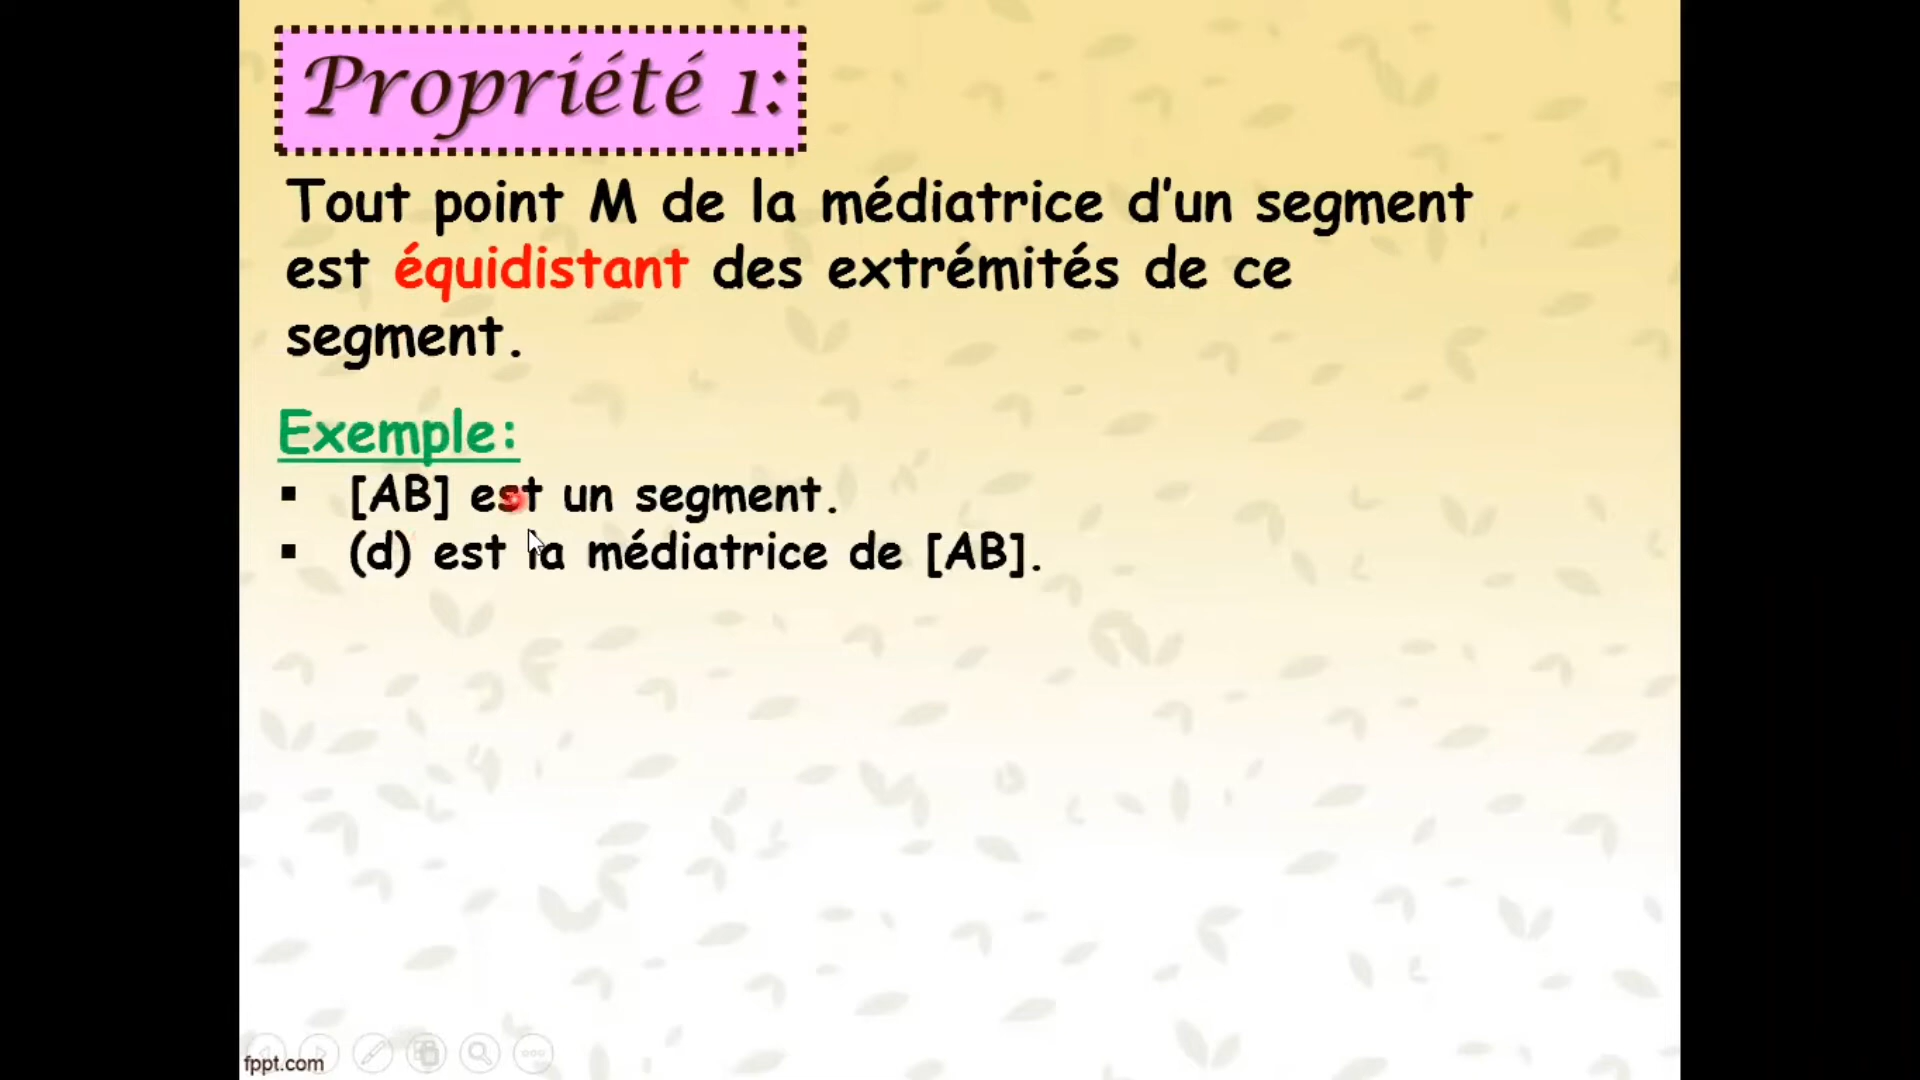 Propriété 1:
Tout point M de la médiatrice d'un segment
est équidistant des extrémités de ce
segment.
Exemple:
▪ [AB] est un segment.
▪ (d) est la médiatrice de [AB].
fppt.com